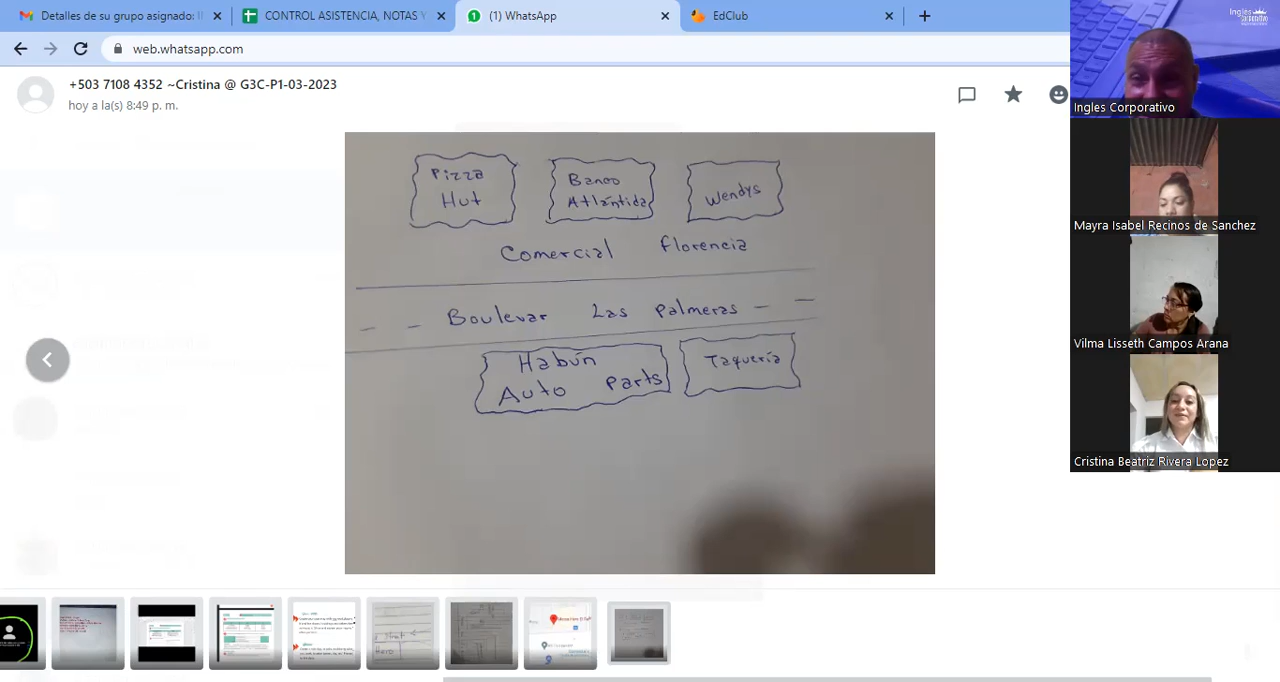 Detalles de su grupo asignado: I
CONTROL ASISTENCIA, NOTAS Y
(1) WhatsApp
EdClub
web.whatsapp.com
+503 7108 4352 ~Cristina @ G3C-P1-03-2023
hoy a la(s) 8:49 p. m.
Pizza
Hut
Banco
Atlántida
Wendys
Comercial Florencia
Boulevar Las Palmeras
Habún
Auto Parts
Taquería
Ingles Corporativo
Mayra Isabel Recinos de Sanchez
Vilma Lisseth Campos Arana
Cristina Beatriz Rivera Lopez